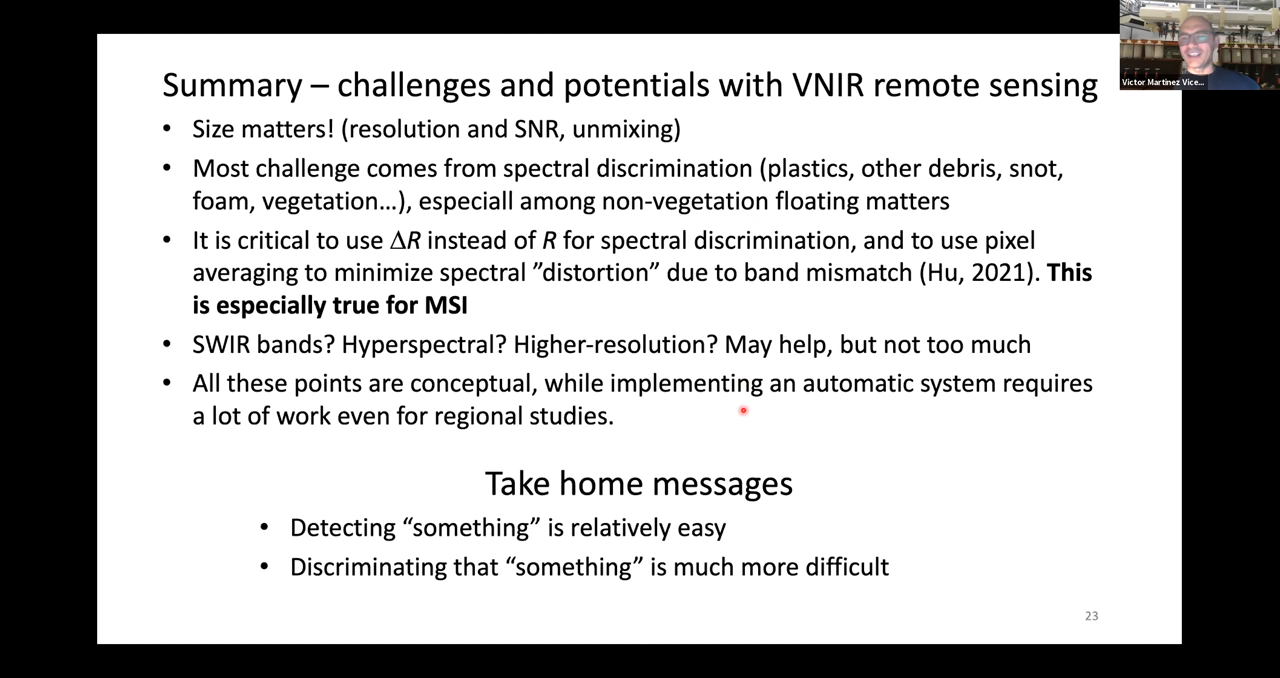 Summary – challenges and potentials with VNIR remote sensing
• Size matters! (resolution and SNR, unmixing)
• Most challenge comes from spectral discrimination (plastics, other debris, snot,
foam, vegetation…), especiall among non-vegetation floating matters
• It is critical to use ΔR instead of R for spectral discrimination, and to use pixel
averaging to minimize spectral ”distortion” due to band mismatch (Hu, 2021). This
is especially true for MSI
• SWIR bands? Hyperspectral? Higher-resolution? May help, but not too much
• All these points are conceptual, while implementing an automatic system requires
a lot of work even for regional studies.
Take home messages
• Detecting “something” is relatively easy
• Discriminating that “something” is much more difficult
23
Victor Martinez Vice...